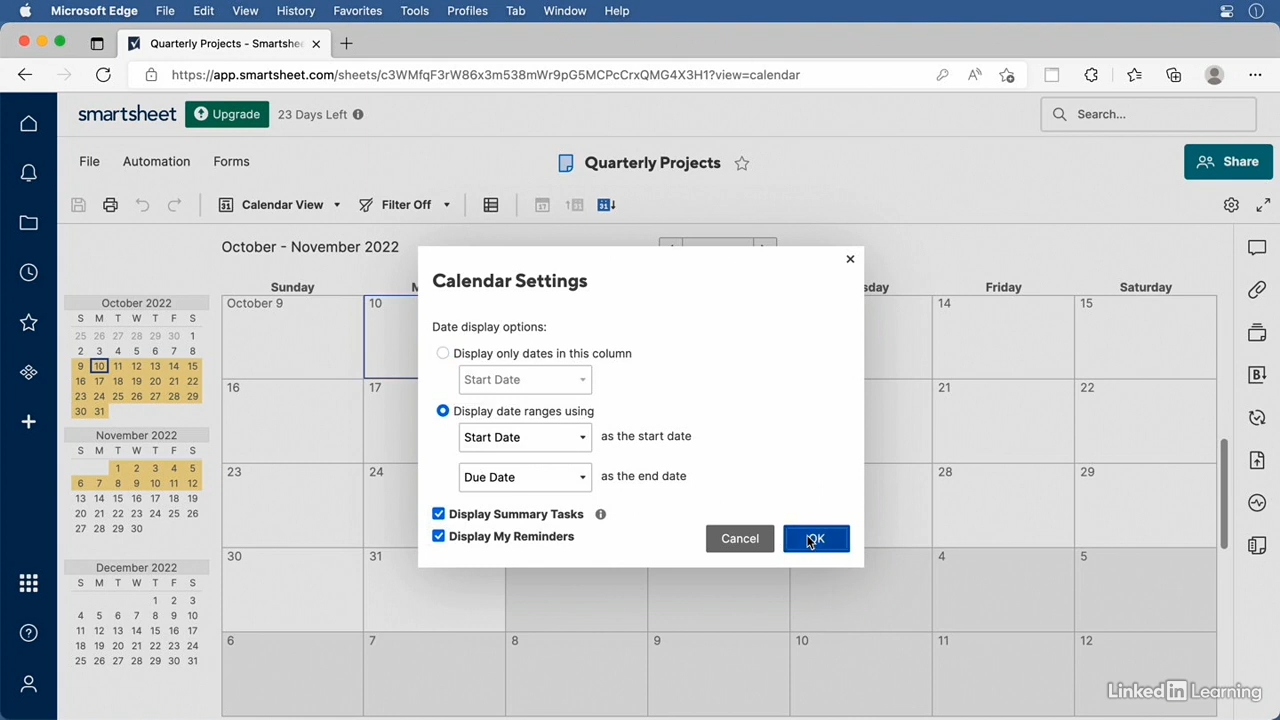 Microsoft Edge File Edit View History Favorites Tools Profiles Tab Window Help
Quarterly Projects - Smartshe
https://app.smartsheet.com/sheets/c3WMfqF3rW86x3m538mWr9pG5MCPcCrxQMG4X3H1?view=calendar
smartsheet Upgrade 23 Days Left Search...
File Automation Forms Quarterly Projects Share
Calendar View Filter Off
October - November 2022
Sunday M sday Friday Saturday
October 9 10 14 15
16 17 21 22
23 24 28 29
30 31 4 5
6 7 8 9 10 11 12
October 2022
S M T W T F S
25 26 27 28 29 30 1
2 3 4 5 6 7 8
9 10 11 12 13 14 15
16 17 18 19 20 21 22
23 24 25 26 27 28 29
30 31
November 2022
S M T W T F S
1 2 3 4 5
6 7 8 9 10 11 12
13 14 15 16 17 18 19
20 21 22 23 24 25 26
27 28 29 30
December 2022
S M T W T F S
1 2 3
4 5 6 7 8 9 10
11 12 13 14 15 16 17
18 19 20 21 22 23 24
25 26 27 28 29 30 31
Calendar Settings
Date display options:
Display only dates in this column
Start Date
Display date ranges using
Start Date as the start date
Due Date as the end date
Display Summary Tasks
Display My Reminders
Cancel OK
LinkedIn Learning